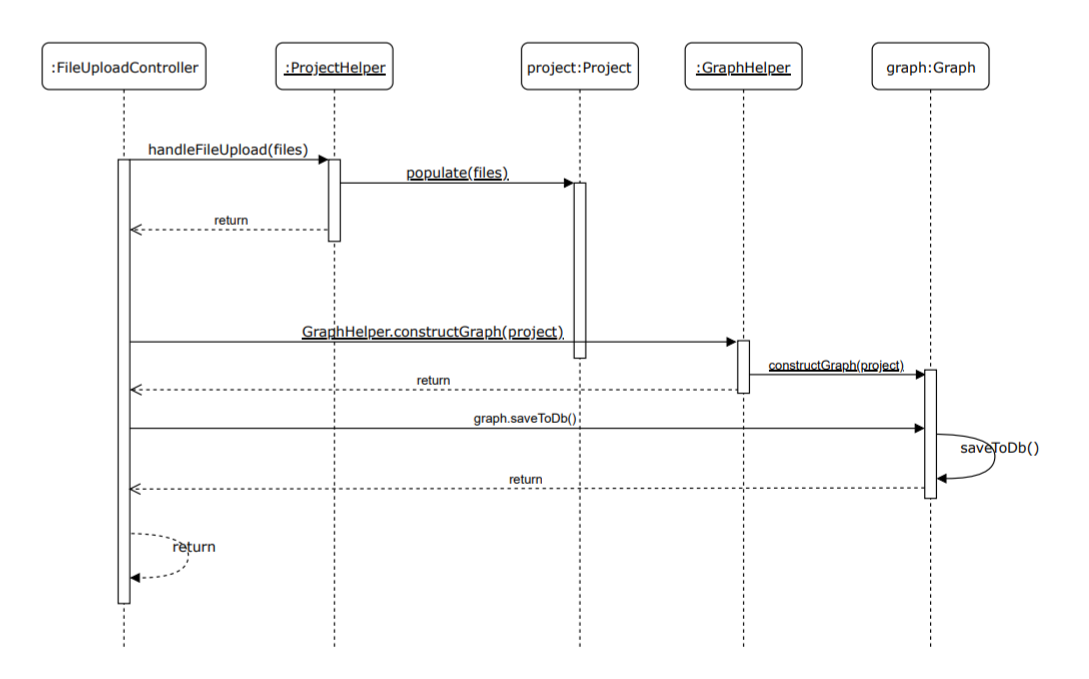 :FileUploadController
:ProjectHelper
project:Project
:GraphHelper
graph:Graph
handleFileUpload(files)
populate(files)
return
GraphHelper.constructGraph(project)
constructGraph(project)
return
graph.saveToDb()
saveToDb()
return
return